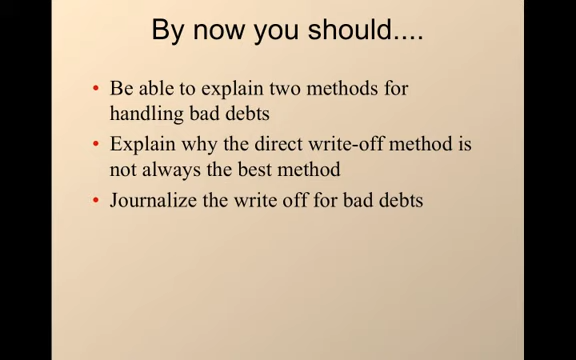 By now you should....
• Be able to explain two methods for
handling bad debts
• Explain why the direct write-off method is
not always the best method
• Journalize the write off for bad debts